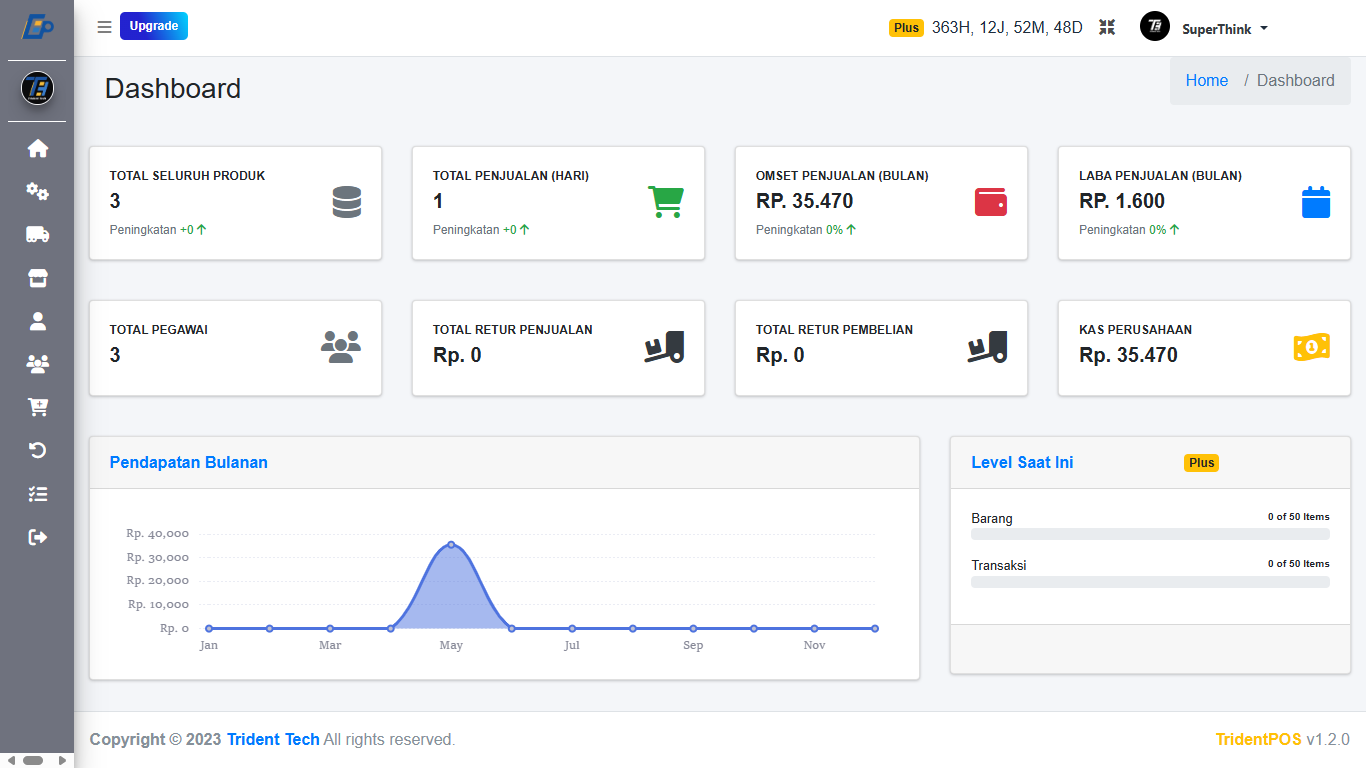 Upgrade
Plus 363H, 12J, 52M, 48D
SuperThink
Dashboard
Home / Dashboard
TOTAL SELURUH PRODUK
3
Peningkatan +0
TOTAL PENJUALAN (HARI)
1
Peningkatan +0
OMSET PENJUALAN (BULAN)
RP. 35.470
Peningkatan 0%
LABA PENJUALAN (BULAN)
RP. 1.600
Peningkatan 0%
TOTAL PEGAWAI
3
TOTAL RETUR PENJUALAN
Rp. 0
TOTAL RETUR PEMBELIAN
Rp. 0
KAS PERUSAHAAN
Rp. 35.470
Pendapatan Bulanan
Rp. 40,000
Rp. 30,000
Rp. 20,000
Rp. 10,000
Rp. 0
Jan Mar May Jul Sep Nov
Level Saat Ini Plus
Barang 0 of 50 Items
Transaksi 0 of 50 Items
Copyright © 2023 Trident Tech All rights reserved.
TridentPOS v1.2.0